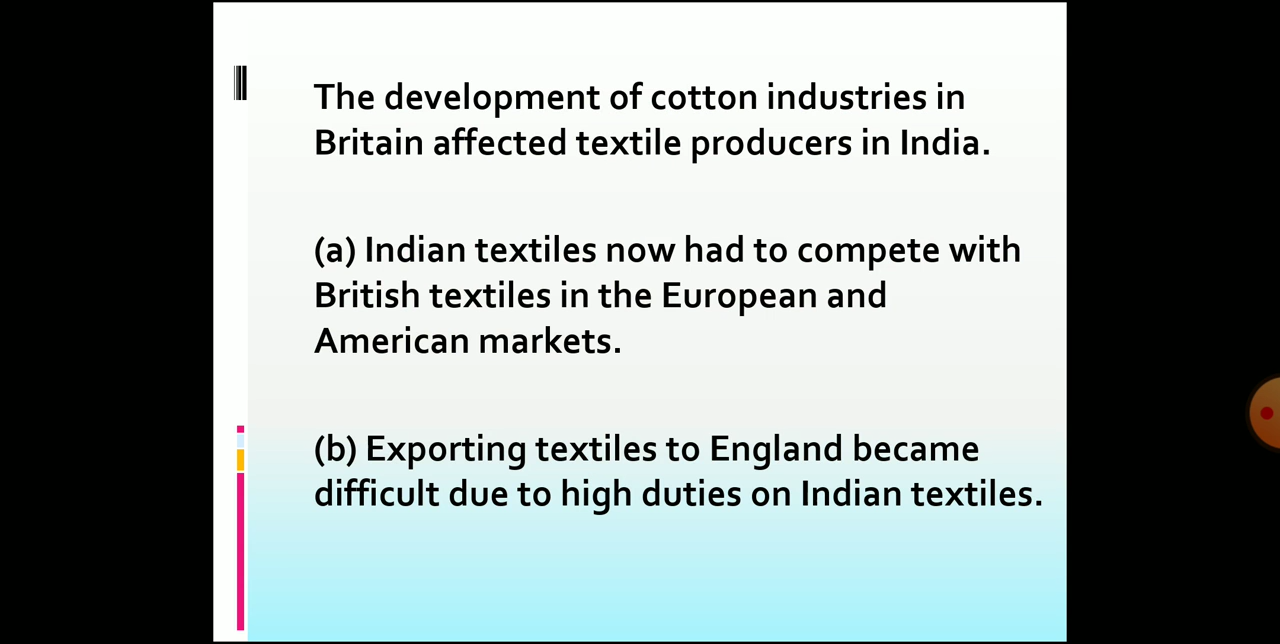 The development of cotton industries in
Britain affected textile producers in India.
(a) Indian textiles now had to compete with
British textiles in the European and
American markets.
(b) Exporting textiles to England became
difficult due to high duties on Indian textiles.